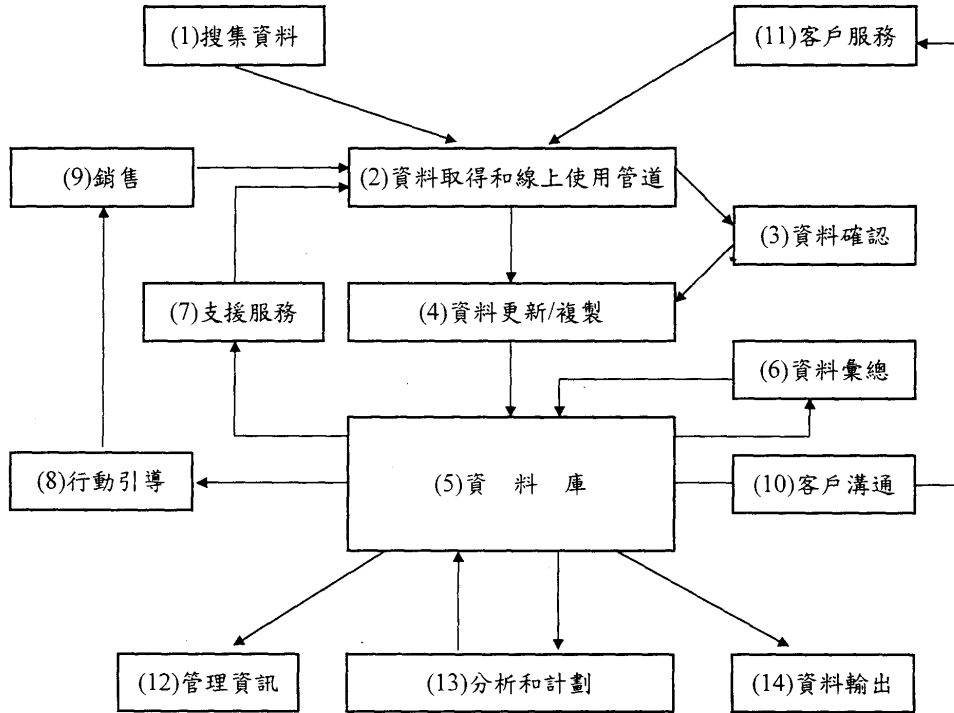 (1)搜集資料
(11)客戶服務
(9)銷售
(2)資料取得和線上使用管道
(3)資料確認
(7)支援服務
(4)資料更新/複製
(6)資料彙總
(8)行動引導
(5)資 料 庫
(10)客戶溝通
(12)管理資訊
(13)分析和計劃
(14)資料輸出